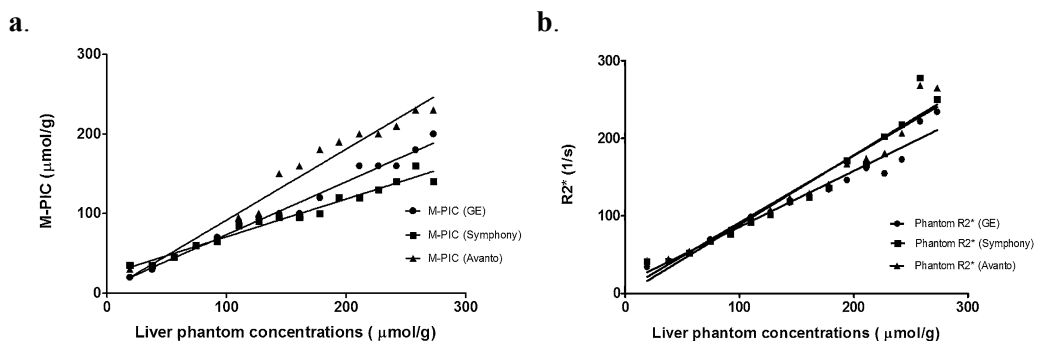 a.
M-PIC (μmol/g)
300
200
100
0
0 100 200 300
Liver phantom concentrations ( μmol/g)
M-PIC (GE)
M-PIC (Symphony)
M-PIC (Avanto)
b.
R2* (1/s)
300
200
100
0
0 100 200 300
Liver phantom concentrations ( μmol/g)
Phantom R2* (GE)
Phantom R2* (Symphony)
Phantom R2* (Avanto)